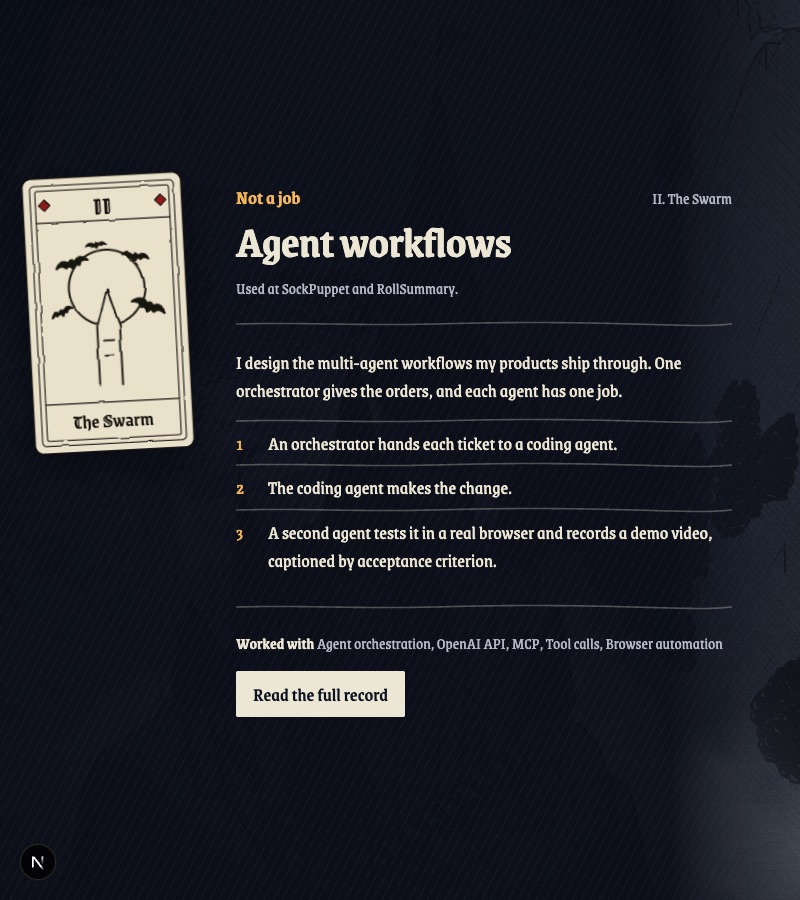 II
The Swarm
Not a job
II. The Swarm
Agent workflows
Used at SockPuppet and RollSummary.
I design the multi-agent workflows my products ship through. One
orchestrator gives the orders, and each agent has one job.
1 An orchestrator hands each ticket to a coding agent.
2 The coding agent makes the change.
3 A second agent tests it in a real browser and records a demo video,
captioned by acceptance criterion.
Worked with Agent orchestration, OpenAI API, MCP, Tool calls, Browser automation
Read the full record
N